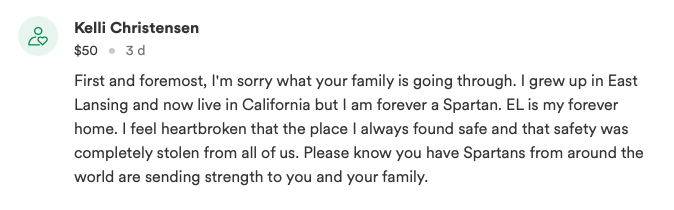 Kelli Christensen
$50 • 3 d
First and foremost, I'm sorry what your family is going through. I grew up in East
Lansing and now live in California but I am forever a Spartan. EL is my forever
home. I feel heartbroken that the place I always found safe and that safety was
completely stolen from all of us. Please know you have Spartans from around the
world are sending strength to you and your family.